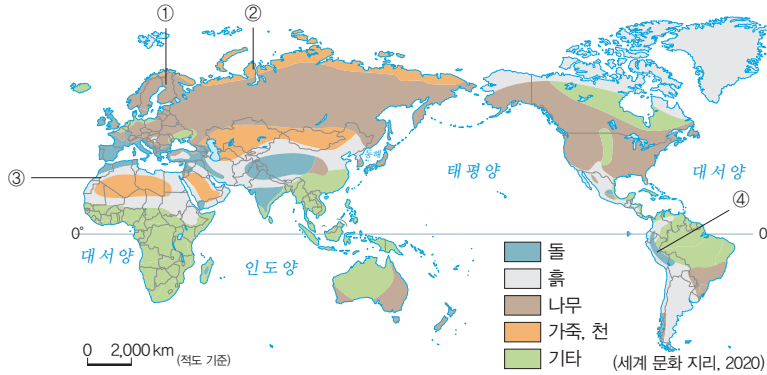 ① ②
동해
③
태평양
대서양
④
0°
0
대서양
인도양
돌
흙
나무
가죽, 천
기타
0 2,000 km (적도 기준)
(세계 문화 지리, 2020)